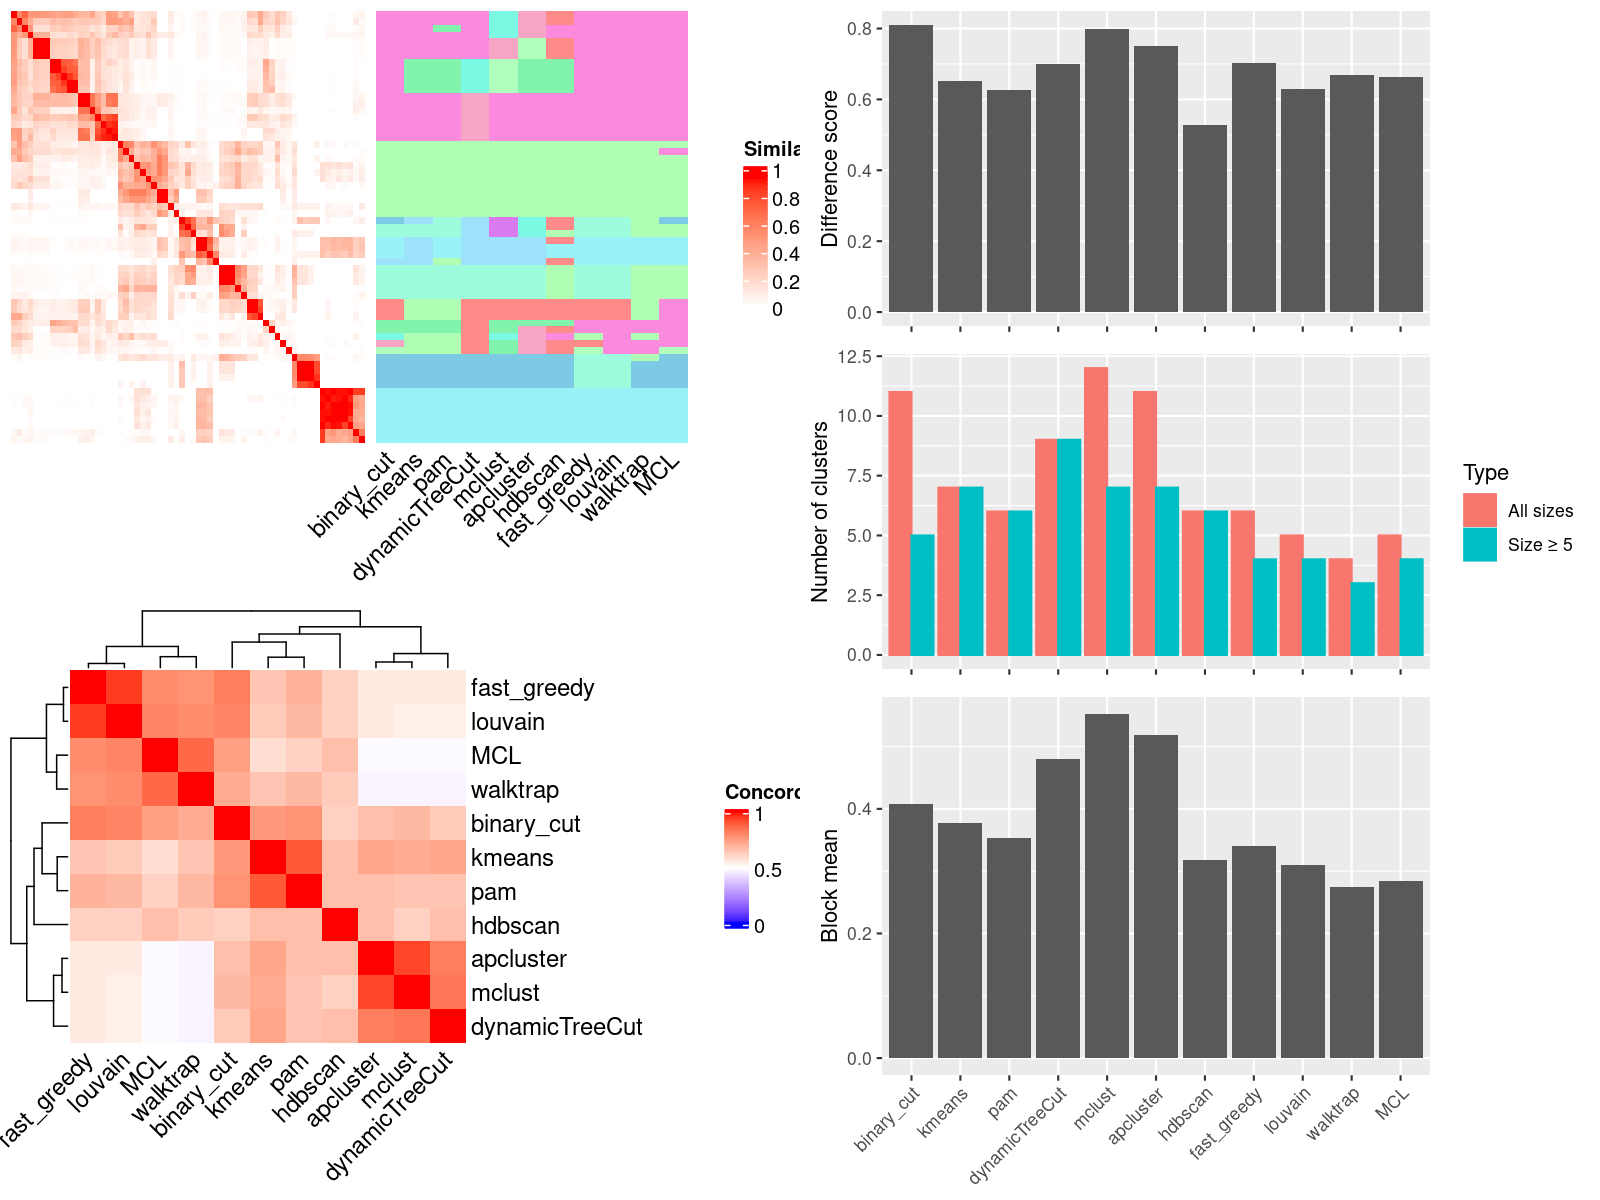 Simila
1
0.8
0.6
0.4
0.2
0
binary_cut
kmeans
pam
dynamicTreeCut
mclust
apcluster
hdbscan
fast_greedy
louvain
walktrap
MCL
fast_greedy
louvain
MCL
walktrap
binary_cut
kmeans
pam
hdbscan
apcluster
mclust
dynamicTreeCut
fast_greedy
louvain
MCL
walktrap
binary_cut
kmeans
pam
hdbscan
apcluster
mclust
dynamicTreeCut
Concord
1
0.5
0
Difference score
0.8
0.6
0.4
0.2
0.0
Number of clusters
12.5
10.0
7.5
5.0
2.5
0.0
Type
All sizes
Size ≥ 5
Block mean
0.4
0.2
0.0
binary_cut
kmeans
pam
dynamicTreeCut
mclust
apcluster
hdbscan
fast_greedy
louvain
walktrap
MCL